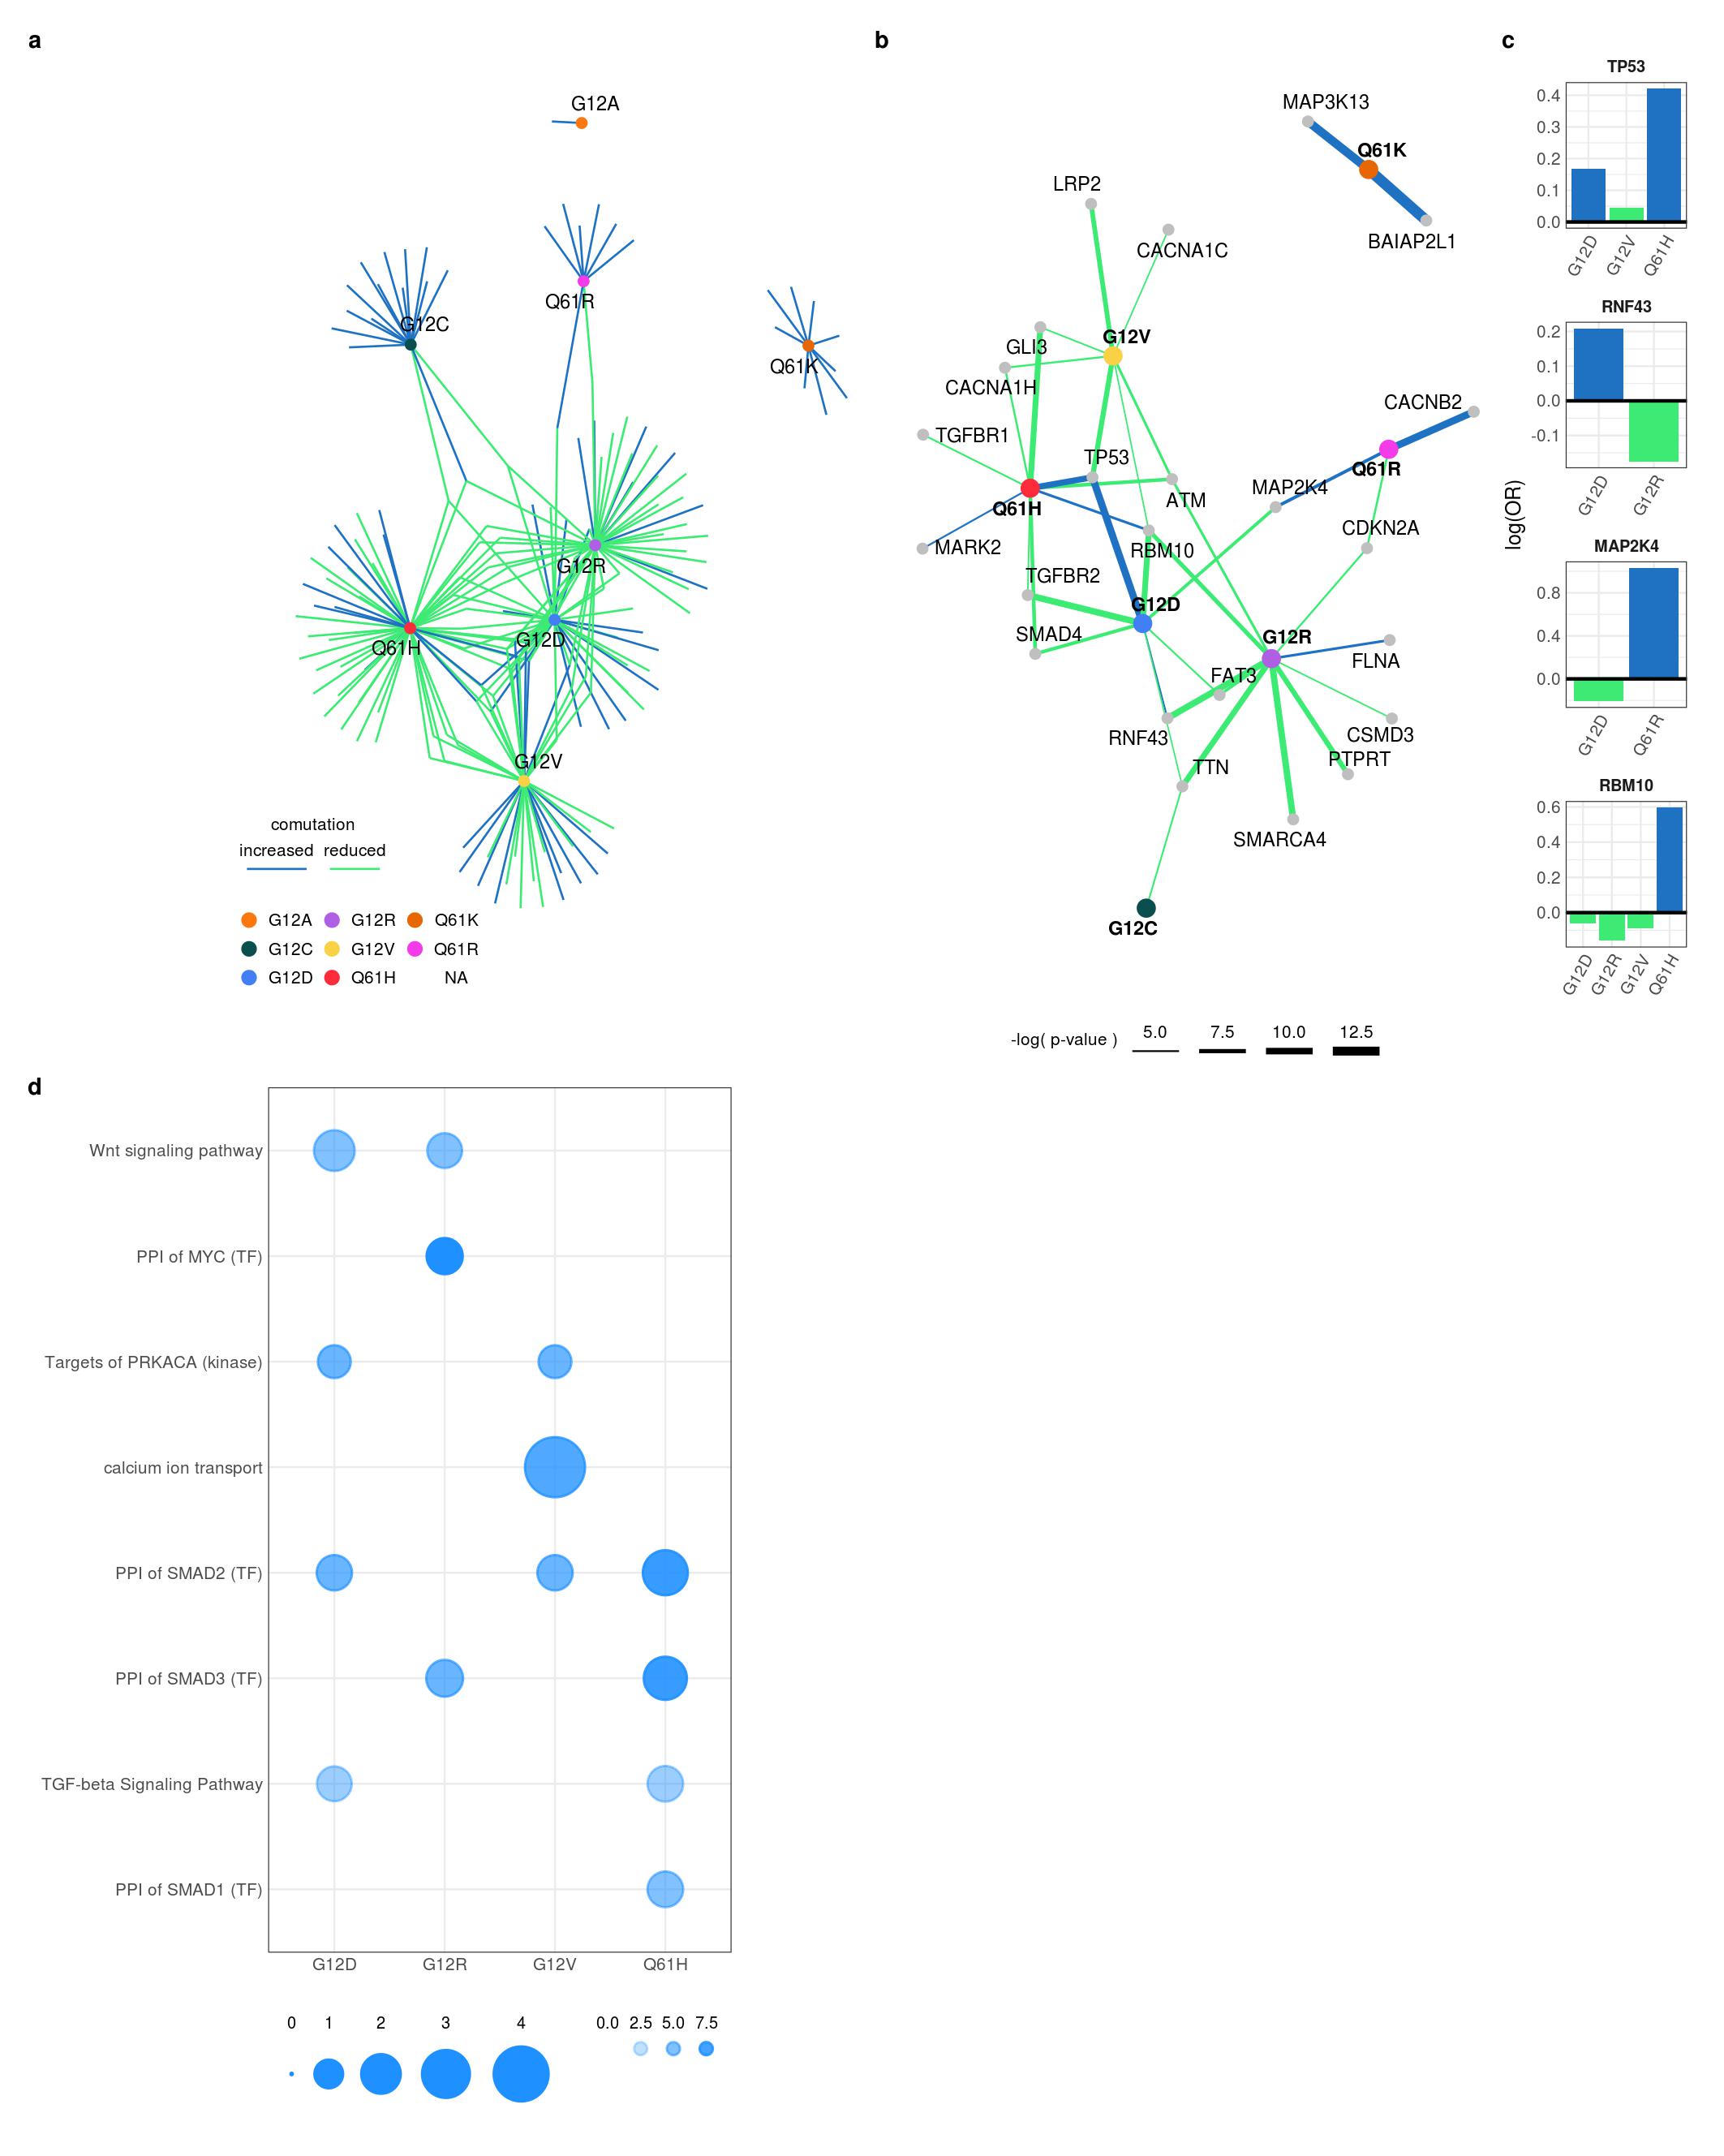 a
G12A
Q61R
G12C
Q61K
G12R
G12D
Q61H
G12V
comutation
increased reduced
G12A G12R Q61K
G12C G12V Q61R
G12D Q61H NA
b
MAP3K13
Q61K
BAIAP2L1
LRP2
CACNA1C
G12V
GLI3
CACNA1H
CACNB2
TGFBR1
TP53
Q61R
MAP2K4
ATM
Q61H
CDKN2A
MARK2
RBM10
TGFBR2
G12D
SMAD4
G12R
FLNA
FAT3
RNF43
CSMD3
PTPRT
TTN
SMARCA4
G12C
-log( p-value ) 5.0 7.5 10.0 12.5
c
log(OR)
TP53
0.4
0.3
0.2
0.1
0.0
G12D G12V Q61H
RNF43
0.2
0.1
0.0
-0.1
G12D G12R
MAP2K4
0.8
0.4
0.0
G12D Q61R
RBM10
0.6
0.4
0.2
0.0
G12D G12R G12V Q61H
d
Wnt signaling pathway
PPI of MYC (TF)
Targets of PRKACA (kinase)
calcium ion transport
PPI of SMAD2 (TF)
PPI of SMAD3 (TF)
TGF-beta Signaling Pathway
PPI of SMAD1 (TF)
G12D G12R G12V Q61H
0 1 2 3 4
0.0 2.5 5.0 7.5